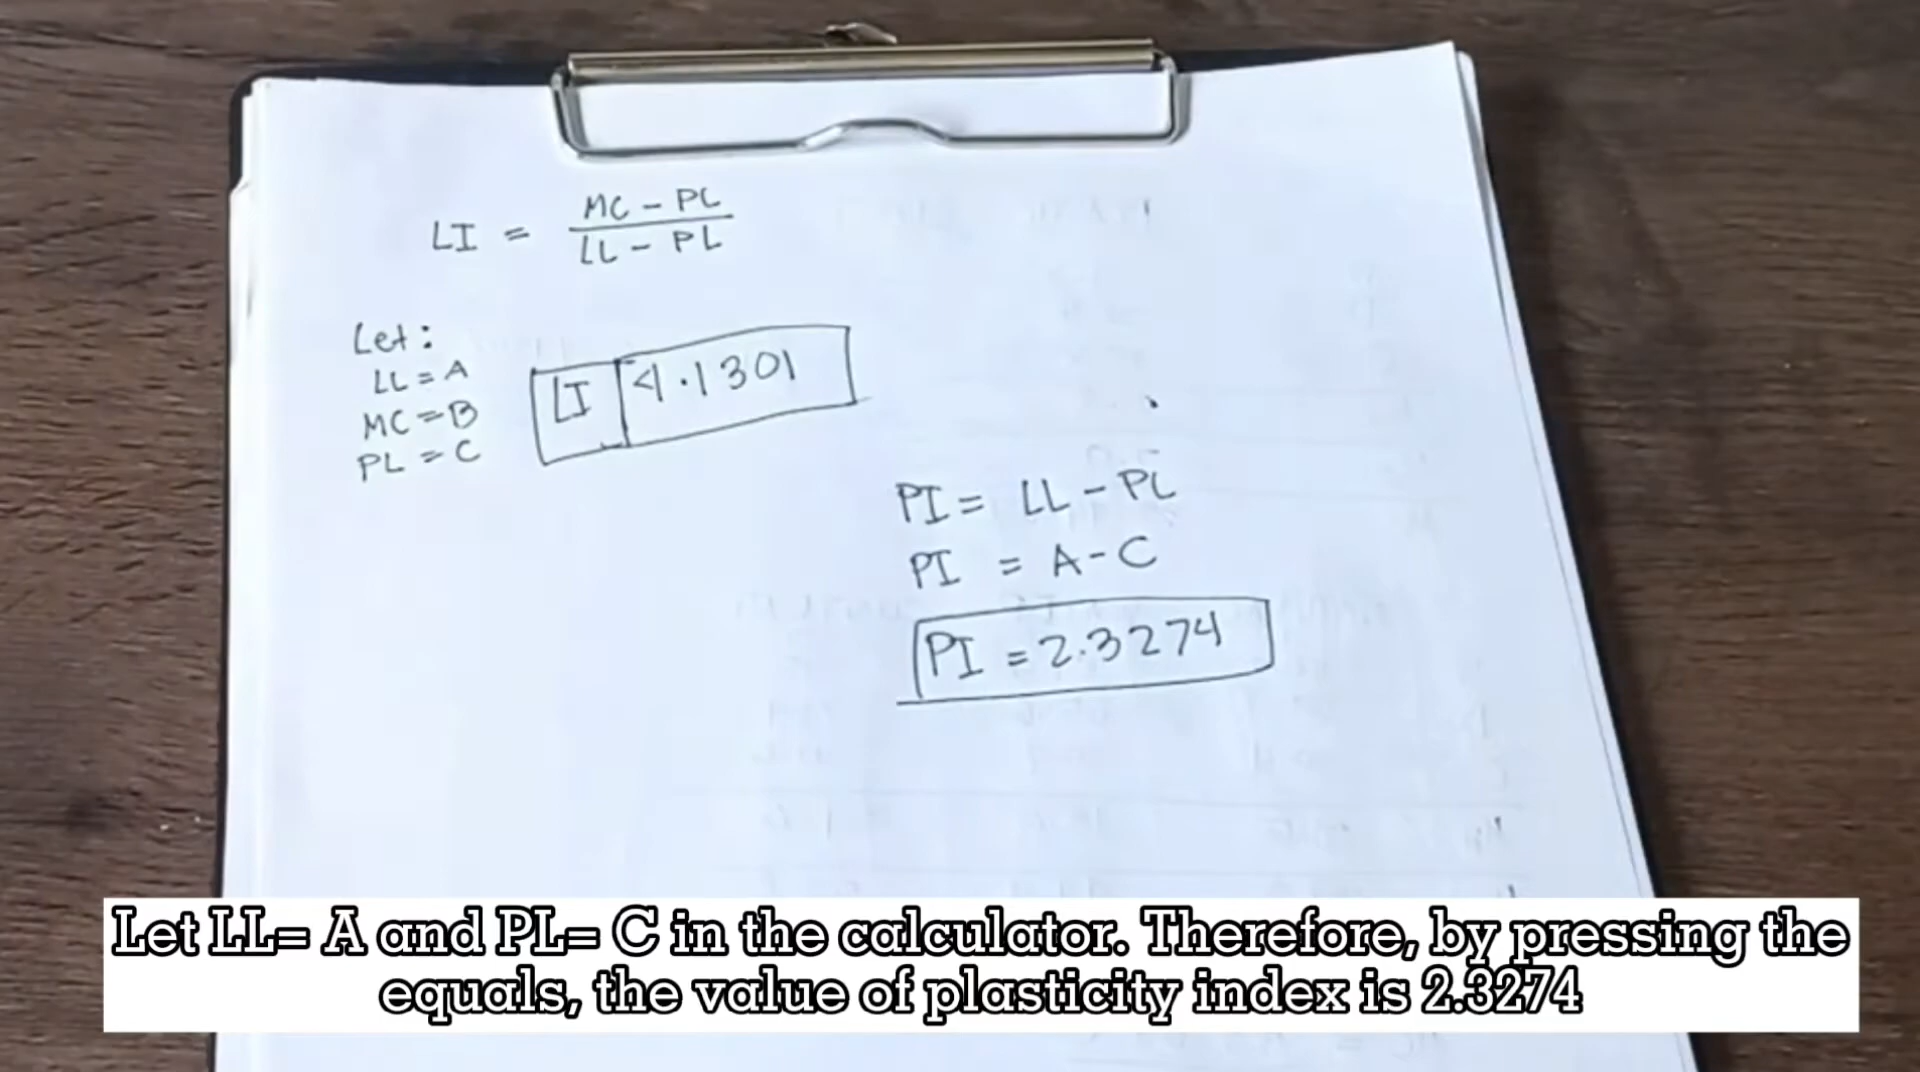 LI = MC - PL
LL - PL
Let:
LL = A
MC = B
PL = C
LI 4.1301
PI = LL - PL
PI = A - C
PI = 2.3274
Let LL= A and PL= C in the calculator. Therefore, by pressing the
equals, the value of plasticity index is 2.3274